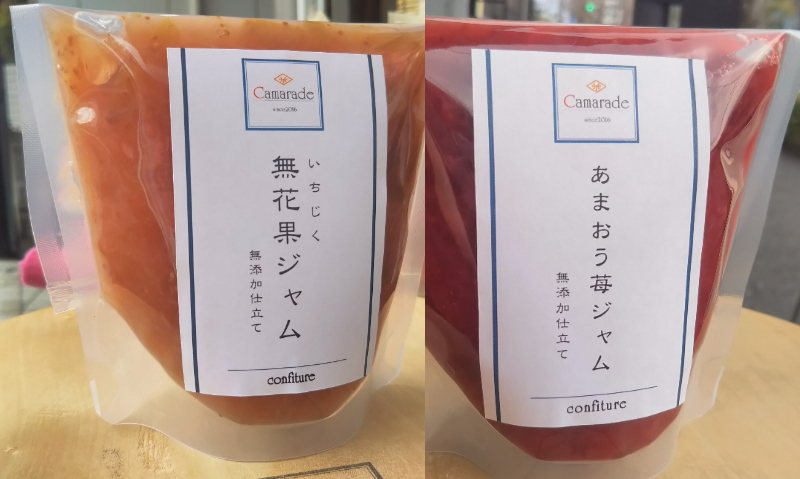 Camarade
since2016
いちじく
無花果ジャム
無添加仕立て
confiture
Camarade
since2016
あまおう苺ジャム
無添加仕立て
confiture